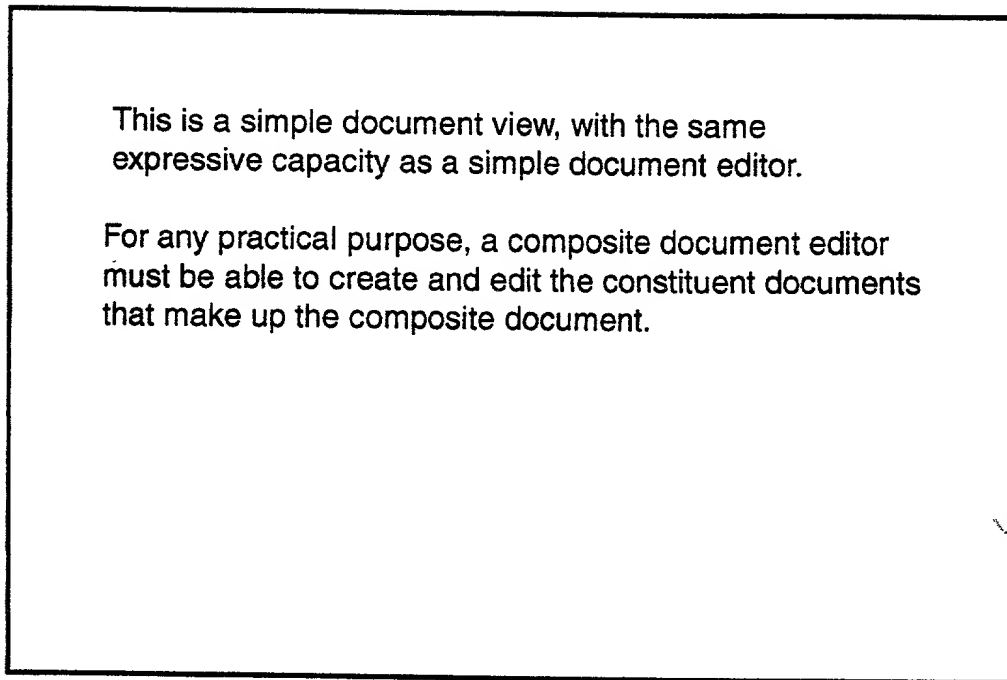 This is a simple document view, with the same
expressive capacity as a simple document editor.
For any practical purpose, a composite document editor
must be able to create and edit the constituent documents
that make up the composite document.